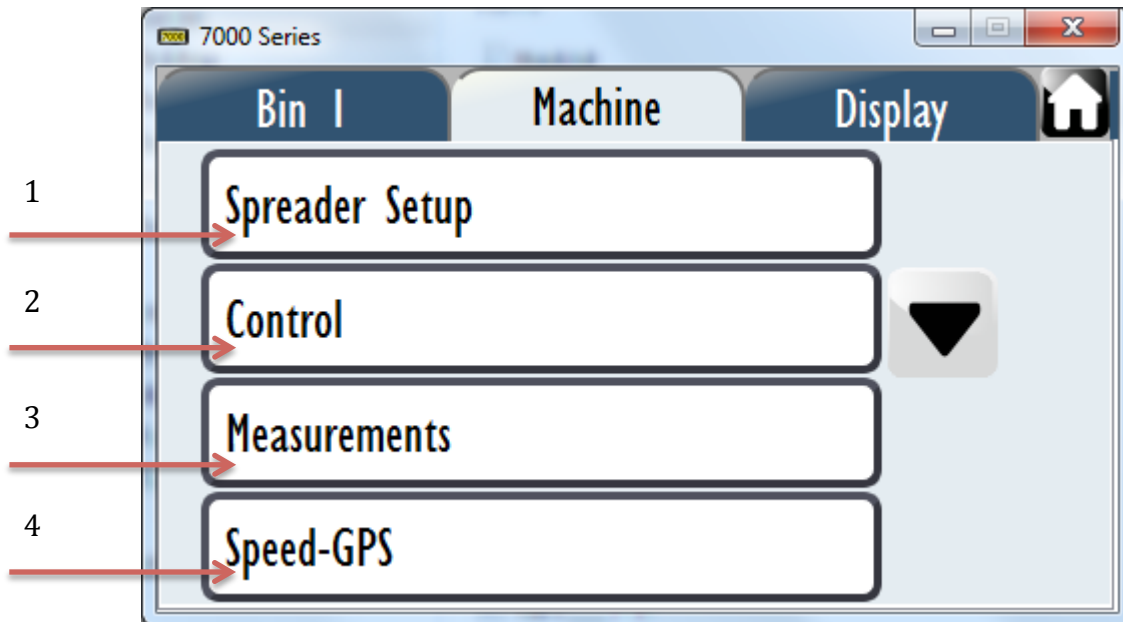 7000 Series
Bin 1
Machine
Display
1
Spreader Setup
2
Control
3
Measurements
4
Speed-GPS